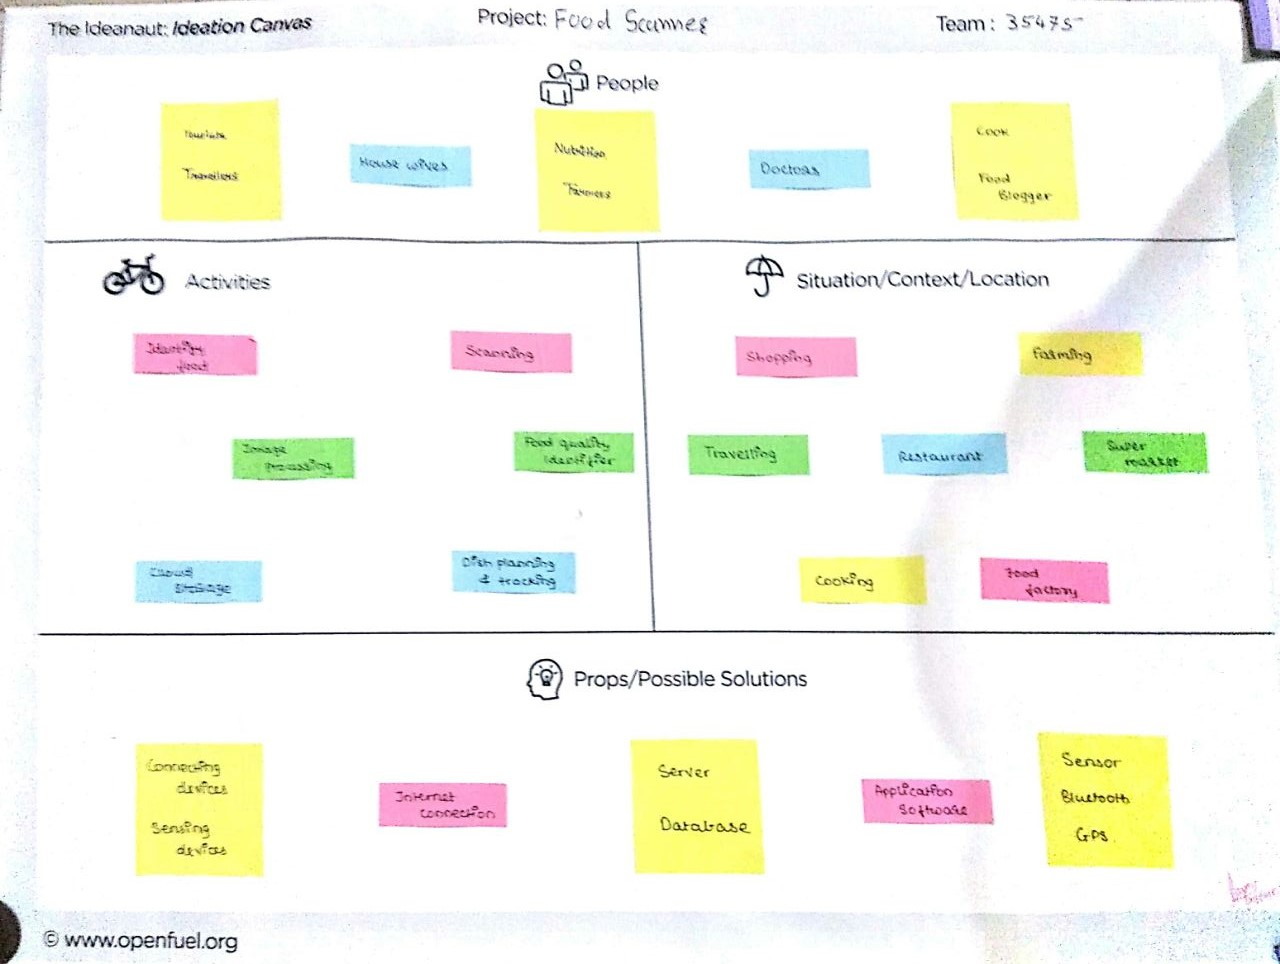 The Ideanaut: Ideation Canvas
Project: Food Scanner
Team: 35475
People
Tourists
Travellers
House wives
Nutrition
Farmers
Doctors
Cook
Food
Blogger
Activities
Identify
food
Scanning
Image
processing
Food quality
Identifier
Cloud
Storage
Dish planning
& tracking
Situation/Context/Location
Shopping
Farming
Travelling
Restaurant
Super
market
Cooking
Food
factory
Props/Possible Solutions
Connecting
devices
Sensing
devices
Internet
connection
Server
Database
Application
Software
Sensor
Bluetooth
GPS
© www.openfuel.org